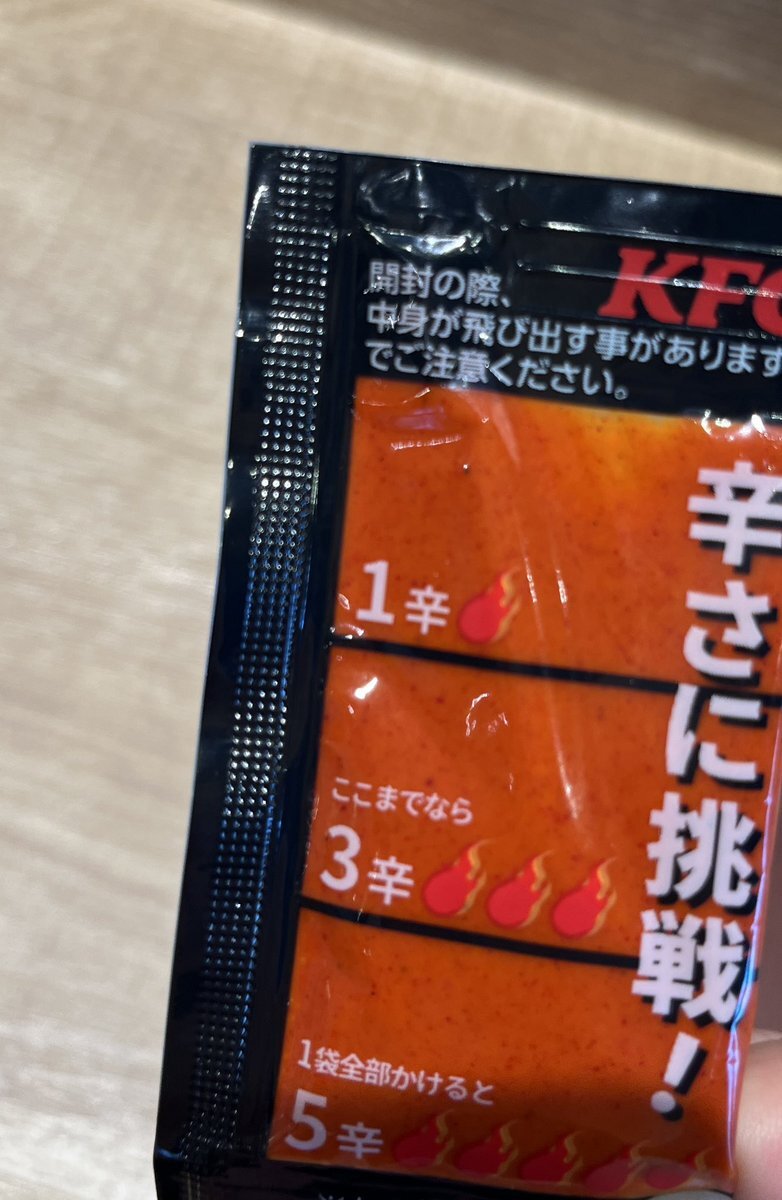 KFC
開封の際、
中身が飛び出す事があります
でご注意ください。
辛さに挑戦！
1辛
ここまでなら
3辛
1袋全部かけると
5辛